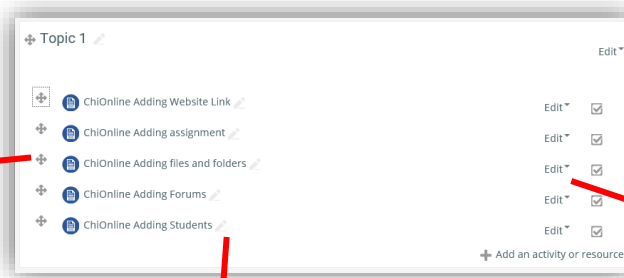 Topic 1
Edit
ChiOnline Adding Website Link Edit
ChiOnline Adding assignment Edit
ChiOnline Adding files and folders Edit
ChiOnline Adding Forums Edit
ChiOnline Adding Students Edit
Add an activity or resource